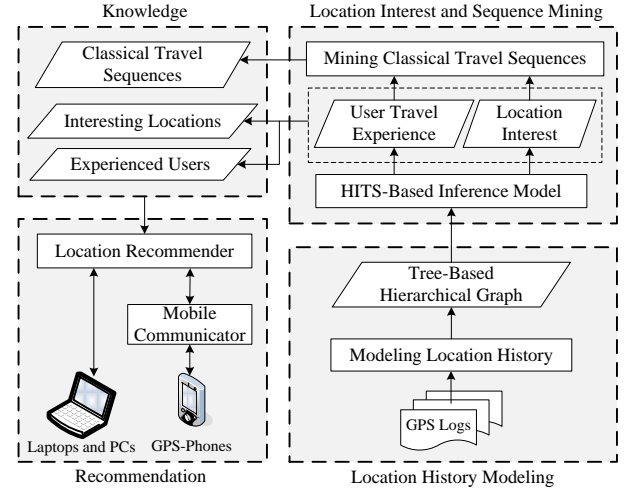 Knowledge
Classical Travel
Sequences
Interesting Locations
Experienced Users
Location Interest and Sequence Mining
Mining Classical Travel Sequences
User Travel
Experience
Location
Interest
HITS-Based Inference Model
Location Recommender
Mobile
Communicator
Laptops and PCs
GPS-Phones
Recommendation
Tree-Based
Hierarchical Graph
Modeling Location History
GPS Logs
Location History Modeling